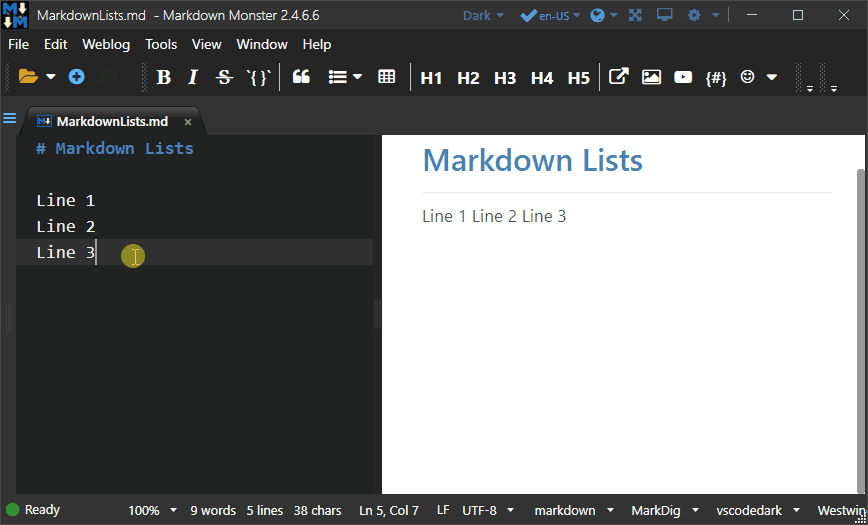 MarkdownLists.md - Markdown Monster 2.4.6.6 Dark en-US
File Edit Weblog Tools View Window Help
B I S `{}` H1 H2 H3 H4 H5 {#}
MarkdownLists.md ×
# Markdown Lists
Line 1
Line 2
Line 3
Markdown Lists
Line 1 Line 2 Line 3
Ready 100% 9 words 5 lines 38 chars Ln 5, Col 7 LF UTF-8 markdown MarkDig vscodedark Westwin